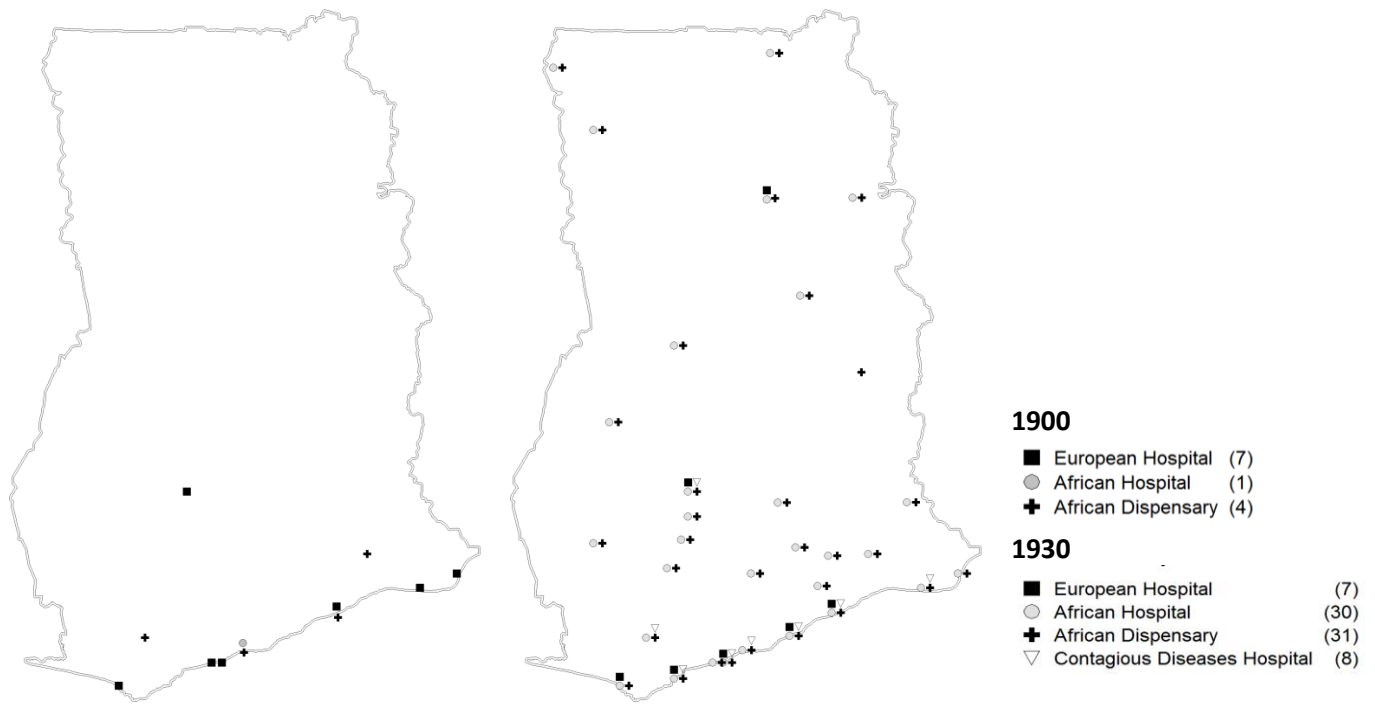 1900
European Hospital (7)
African Hospital (1)
African Dispensary (4)
1930
European Hospital (7)
African Hospital (30)
African Dispensary (31)
Contagious Diseases Hospital (8)